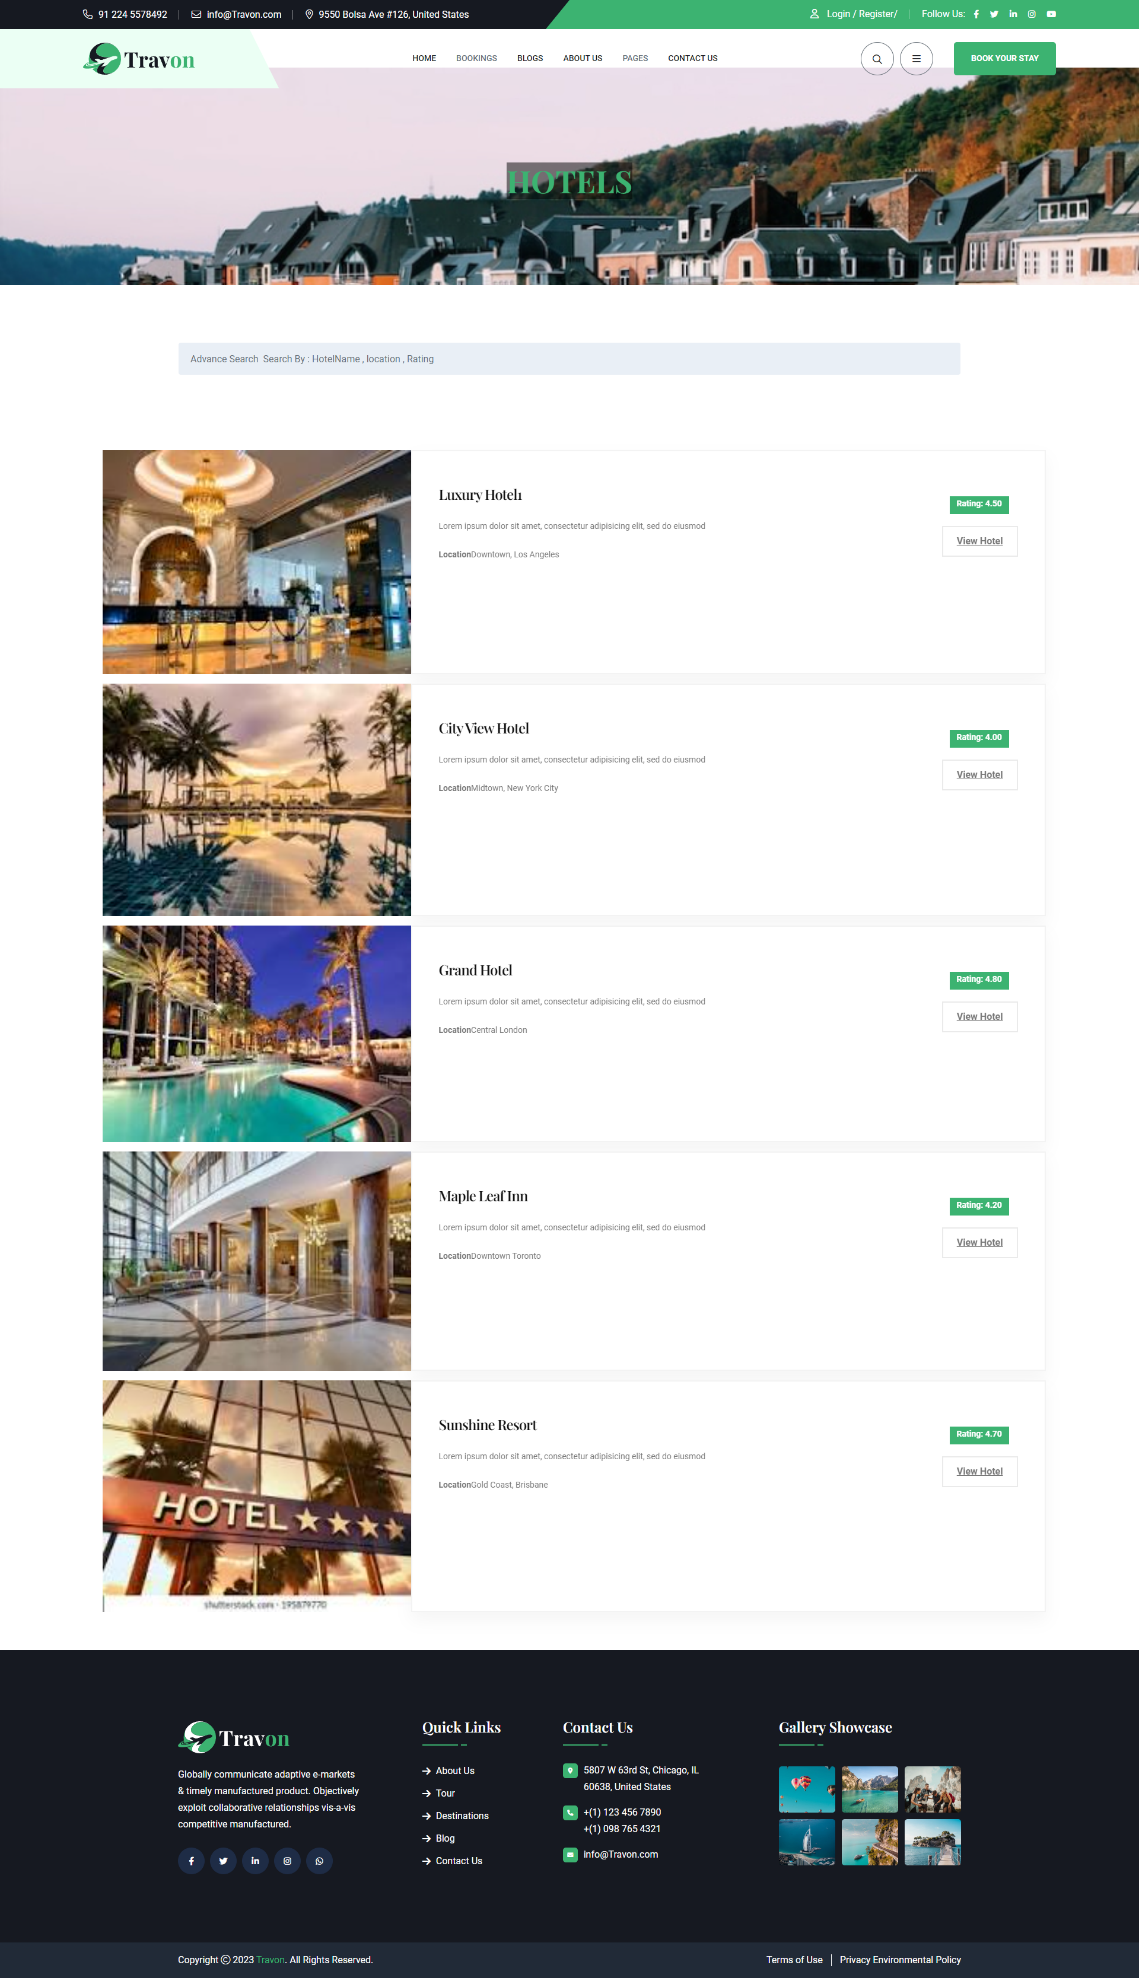 91 224 5578492 info@Travon.com 9550 Bolsa Ave #126, United States Login / Register/ Follow Us:
Travon HOME BOOKINGS BLOGS ABOUT US PAGES CONTACT US BOOK YOUR STAY
HOTELS
Advance Search Search By : HotelName , location , Rating
Luxury Hotel1
Rating: 4.50
Lorem ipsum dolor sit amet, consectetur adipisicing elit, sed do eiusmod
View Hotel
LocationDowntown, Los Angeles
City View Hotel
Rating: 4.00
Lorem ipsum dolor sit amet, consectetur adipisicing elit, sed do eiusmod
View Hotel
LocationMidtown, New York City
Grand Hotel
Rating: 4.80
Lorem ipsum dolor sit amet, consectetur adipisicing elit, sed do eiusmod
View Hotel
LocationCentral London
Maple Leaf Inn
Rating: 4.20
Lorem ipsum dolor sit amet, consectetur adipisicing elit, sed do eiusmod
View Hotel
LocationDowntown Toronto
Sunshine Resort
Rating: 4.70
Lorem ipsum dolor sit amet, consectetur adipisicing elit, sed do eiusmod
View Hotel
LocationGold Coast, Brisbane
HOTEL ★★★★
shutterstock.com · 195879770
Travon
Globally communicate adaptive e-markets
& timely manufactured product. Objectively
exploit collaborative relationships vis-a-vis
competitive manufactured.
Quick Links
About Us
Tour
Destinations
Blog
Contact Us
Contact Us
5807 W 63rd St, Chicago, IL
60638, United States
+(1) 123 456 7890
+(1) 098 765 4321
info@Travon.com
Gallery Showcase
Copyright © 2023 Travon. All Rights Reserved. Terms of Use Privacy Environmental Policy